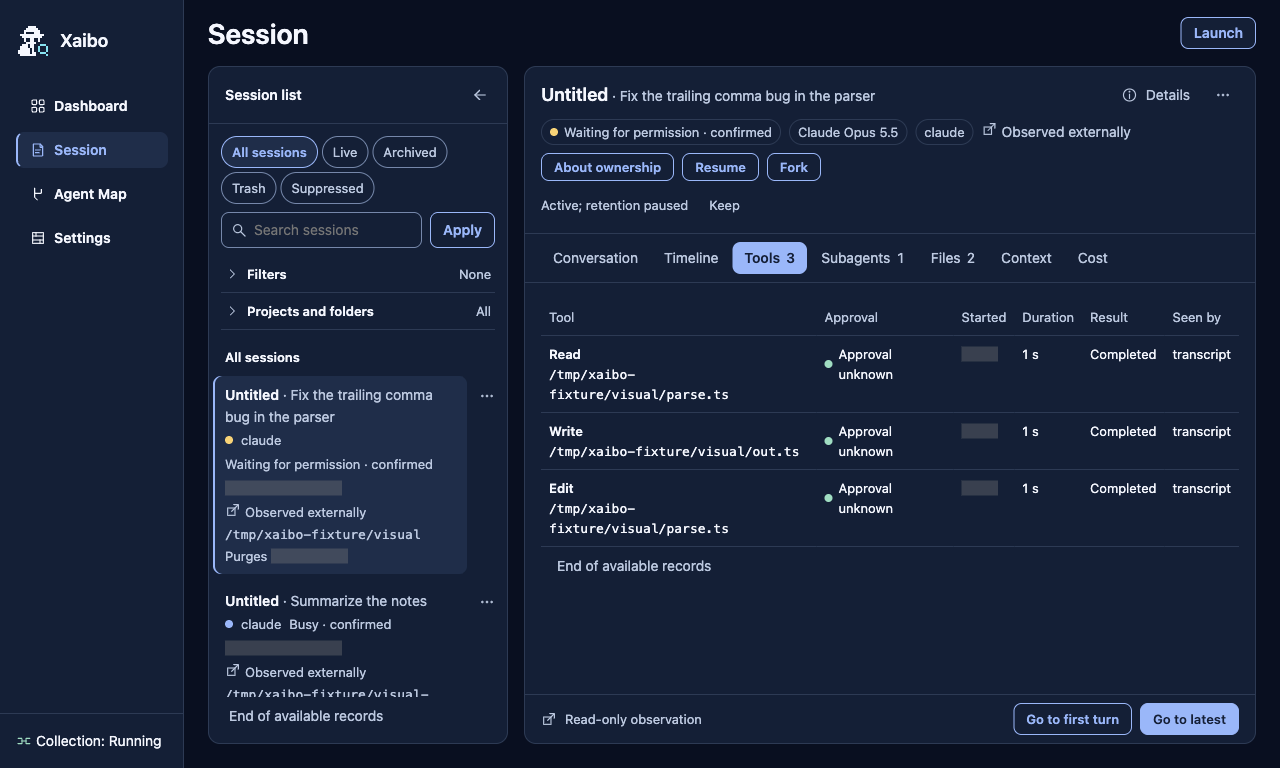 Xaibo
Dashboard
Session
Agent Map
Settings
Collection: Running
Session
Launch
Session list
All sessions
Live
Archived
Trash
Suppressed
Search sessions
Apply
Filters
None
Projects and folders
All
All sessions
Untitled · Fix the trailing comma
bug in the parser
claude
Waiting for permission · confirmed
Observed externally
/tmp/xaibo-fixture/visual
Purges
Untitled · Summarize the notes
claude Busy · confirmed
Observed externally
/tmp/xaibo-fixture/visual-
End of available records
Untitled · Fix the trailing comma bug in the parser
Details
Waiting for permission · confirmed
Claude Opus 5.5
claude
Observed externally
About ownership
Resume
Fork
Active; retention paused
Keep
Conversation
Timeline
Tools 3
Subagents 1
Files 2
Context
Cost
Tool Approval Started Duration Result Seen by
Read
/tmp/xaibo-
fixture/visual/parse.ts
Approval
unknown
1 s
Completed
transcript
Write
/tmp/xaibo-fixture/visual/out.ts
Approval
unknown
1 s
Completed
transcript
Edit
/tmp/xaibo-
fixture/visual/parse.ts
Approval
unknown
1 s
Completed
transcript
End of available records
Read-only observation
Go to first turn
Go to latest